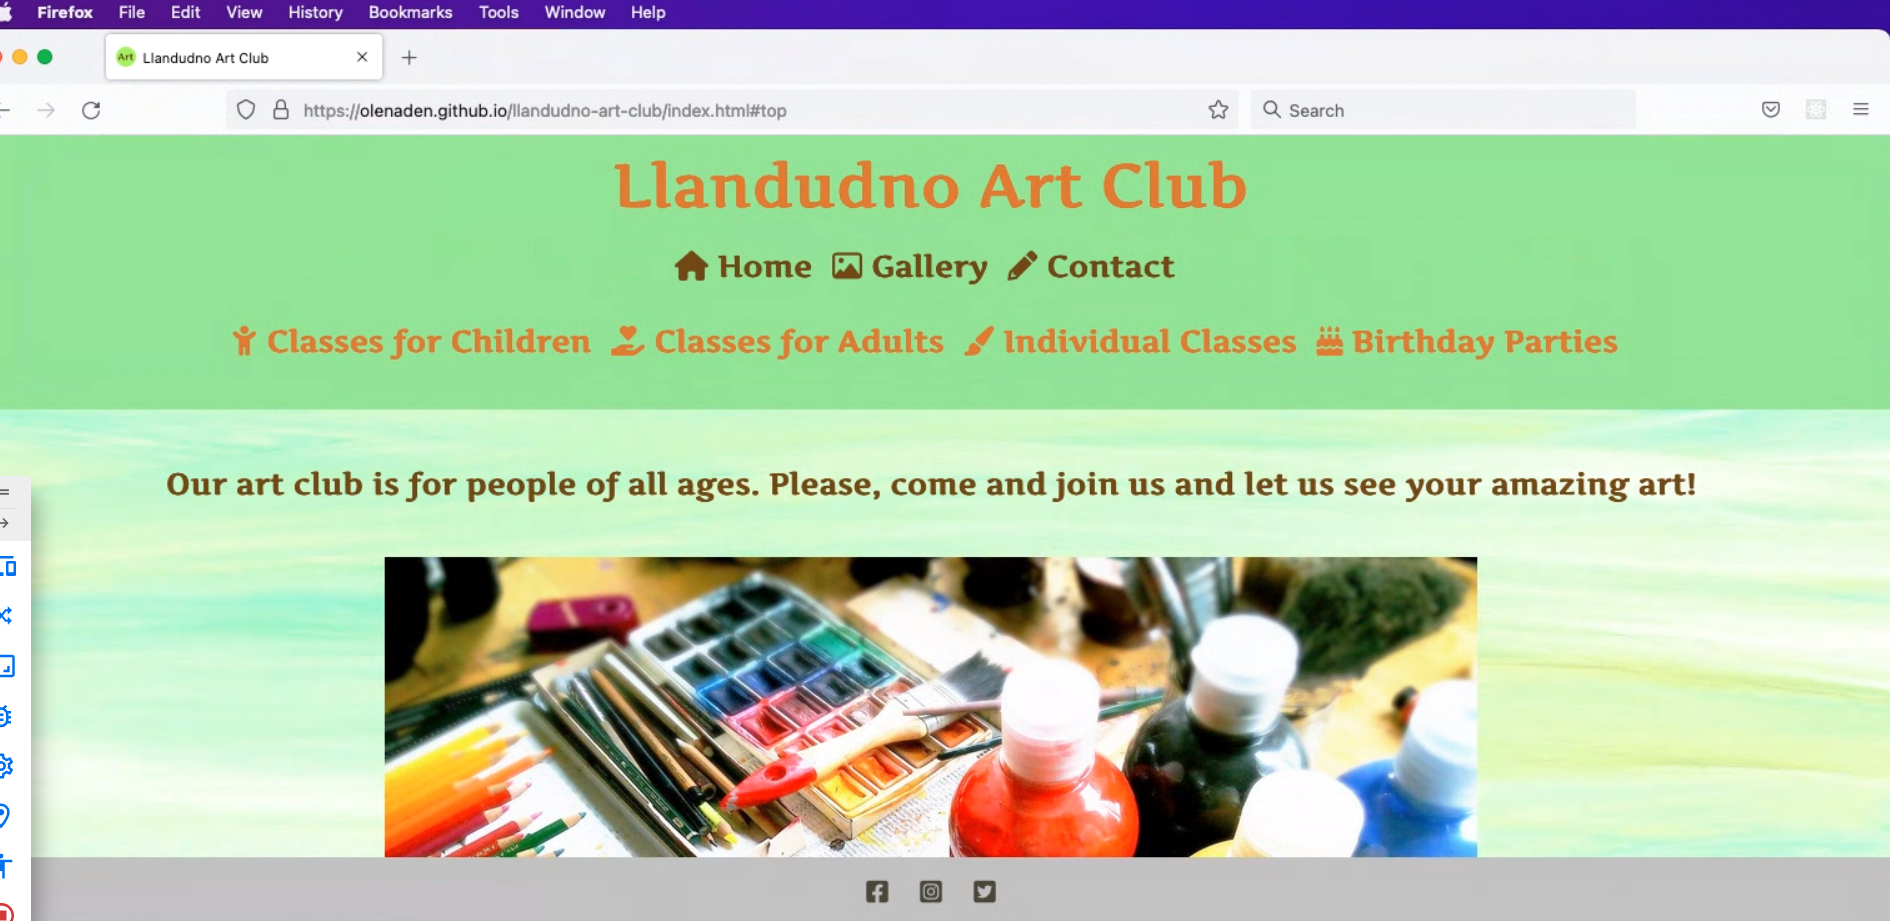 Firefox File Edit View History Bookmarks Tools Window Help
Art Llandudno Art Club
https://olenaden.github.io/llandudno-art-club/index.html#top Search
Llandudno Art Club
Home Gallery Contact
Classes for Children Classes for Adults Individual Classes Birthday Parties
Our art club is for people of all ages. Please, come and join us and let us see your amazing art!